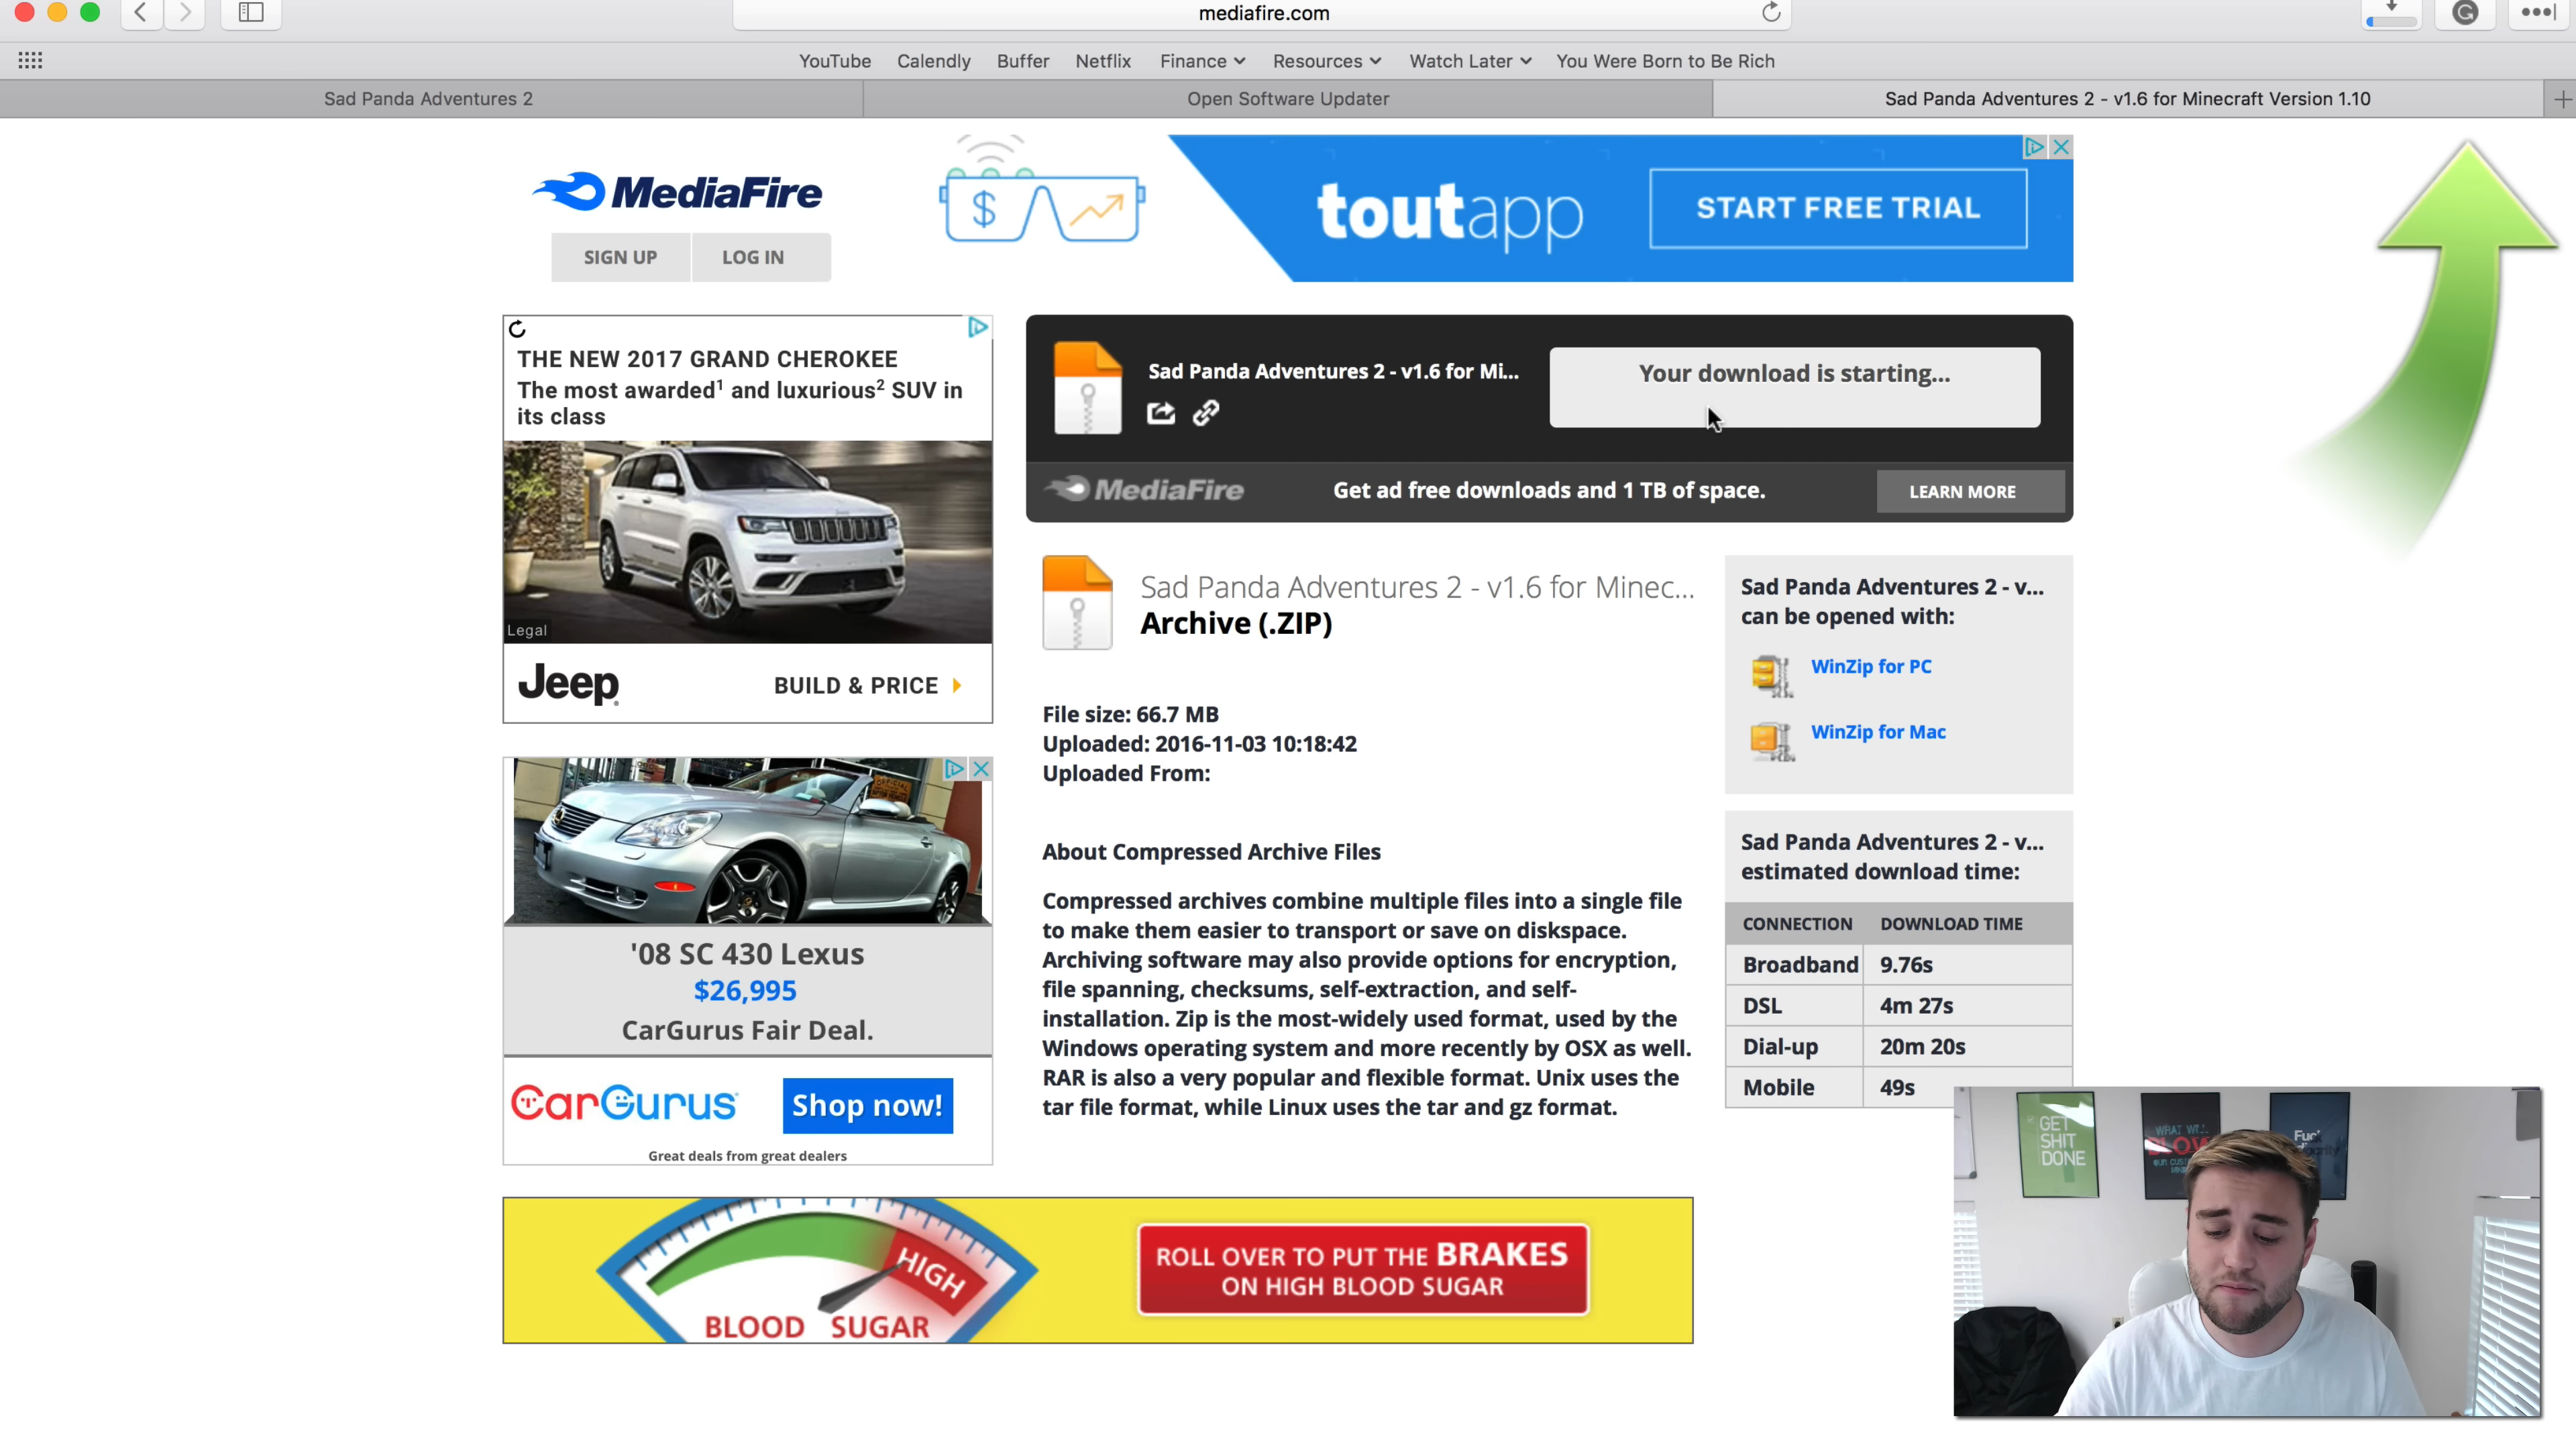 mediafire.com
YouTube
Calendly
Buffer
Netflix
Finance
Resources
Watch Later
You Were Born to Be Rich
Sad Panda Adventures 2
Open Software Updater
Sad Panda Adventures 2 - v1.6 for Minecraft Version 1.10
MediaFire
SIGN UP
LOG IN
$
toutapp
START FREE TRIAL
THE NEW 2017 GRAND CHEROKEE
The most awarded1 and luxurious2 SUV in
its class
Legal
Jeep
BUILD & PRICE
Sad Panda Adventures 2 - v1.6 for Mi...
Your download is starting...
MediaFire
Get ad free downloads and 1 TB of space.
LEARN MORE
Sad Panda Adventures 2 - v1.6 for Minec...
Archive (.ZIP)
File size: 66.7 MB
Uploaded: 2016-11-03 10:18:42
Uploaded From:
About Compressed Archive Files
Compressed archives combine multiple files into a single file
to make them easier to transport or save on diskspace.
Archiving software may also provide options for encryption,
file spanning, checksums, self-extraction, and self-
installation. Zip is the most-widely used format, used by the
Windows operating system and more recently by OSX as well.
RAR is also a very popular and flexible format. Unix uses the
tar file format, while Linux uses the tar and gz format.
Sad Panda Adventures 2 - v...
can be opened with:
WinZip for PC
WinZip for Mac
Sad Panda Adventures 2 - v...
estimated download time:
CONNECTION DOWNLOAD TIME
Broadband 9.76s
DSL 4m 27s
Dial-up 20m 20s
Mobile 49s
'08 SC 430 Lexus
$26,995
CarGurus Fair Deal.
CarGurus
Shop now!
Great deals from great dealers
HIGH
BLOOD SUGAR
ROLL OVER TO PUT THE BRAKES
ON HIGH BLOOD SUGAR
GET
SHIT
DONE
WHAT WILL